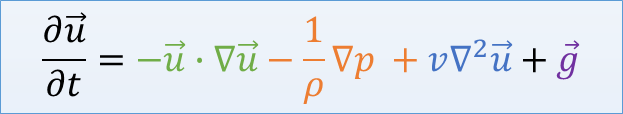 ∂u⃗/∂t = −u⃗ · ∇u⃗ − 1/ρ ∇p + v∇²u⃗ + g⃗